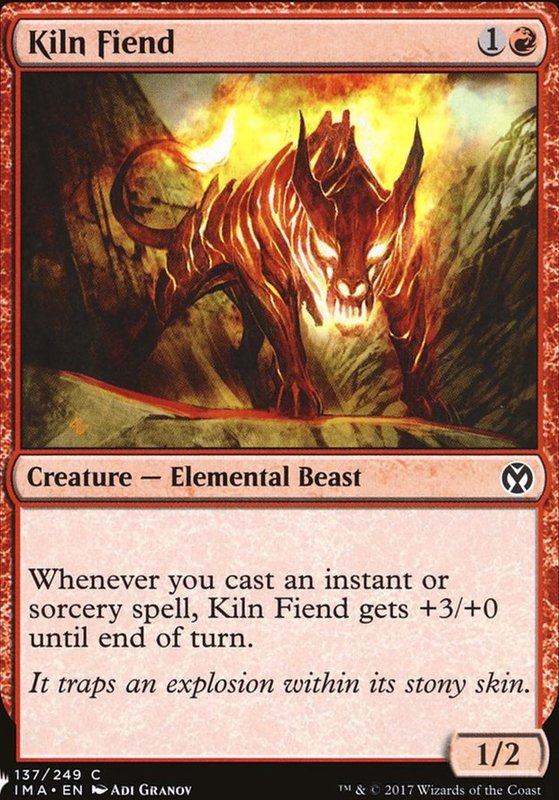 Kiln Fiend 1
Creature — Elemental Beast
Whenever you cast an instant or
sorcery spell, Kiln Fiend gets +3/+0
until end of turn.
It traps an explosion within its stony skin.
1/2
137/249 C
IMA • EN Adi Granov
™ & © 2017 Wizards of the Coast